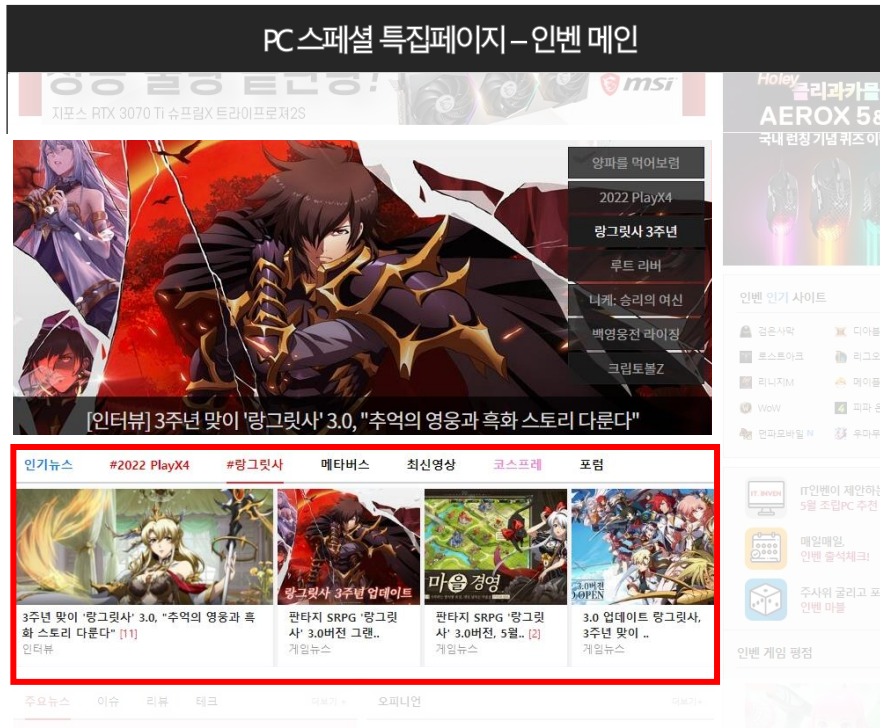 PC 스페셜 특집페이지 – 인벤 메인
msi
지포스 RTX 3070 Ti 슈프림X 트라이프로저2S
Holey
AEROX 5&
양파를 먹어보렴
2022 PlayX4
랑그릿사 3주년
루트 리버
니케: 승리의 여신
백영웅전 라이징
크립토볼Z
[인터뷰] 3주년 맞이 '랑그릿사' 3.0, "추억의 영웅과 흑화 스토리 다룬다"
인벤 인기 사이트
검은사막
로스트아크
리니지M
WoW
던파모바일 N
인기뉴스 #2022 PlayX4 #랑그릿사 메타버스 최신영상 코스프레 포럼
랑그릿사 3주년 업데이트
마을 경영
3.0버전
OPEN
3주년 맞이 '랑그릿사' 3.0, "추억의 영웅과 흑
화 스토리 다룬다" [11]
인터뷰
판타지 SRPG '랑그릿
사' 3.0버전 그랜..
게임뉴스
판타지 SRPG '랑그릿
사' 3.0버전, 5월.. [2]
게임뉴스
3.0 업데이트 랑그릿사,
3주년 맞이 ..
게임뉴스
IT. INVEN
IT인벤이 제안하는
5월 조립PC 추천
매일매일,
인벤 출석체크!
주사위 굴리고 포
인벤 마블
인벤 게임 평점
주요뉴스 이슈 리뷰 테크 더보기 »
오피니언 더보기 »